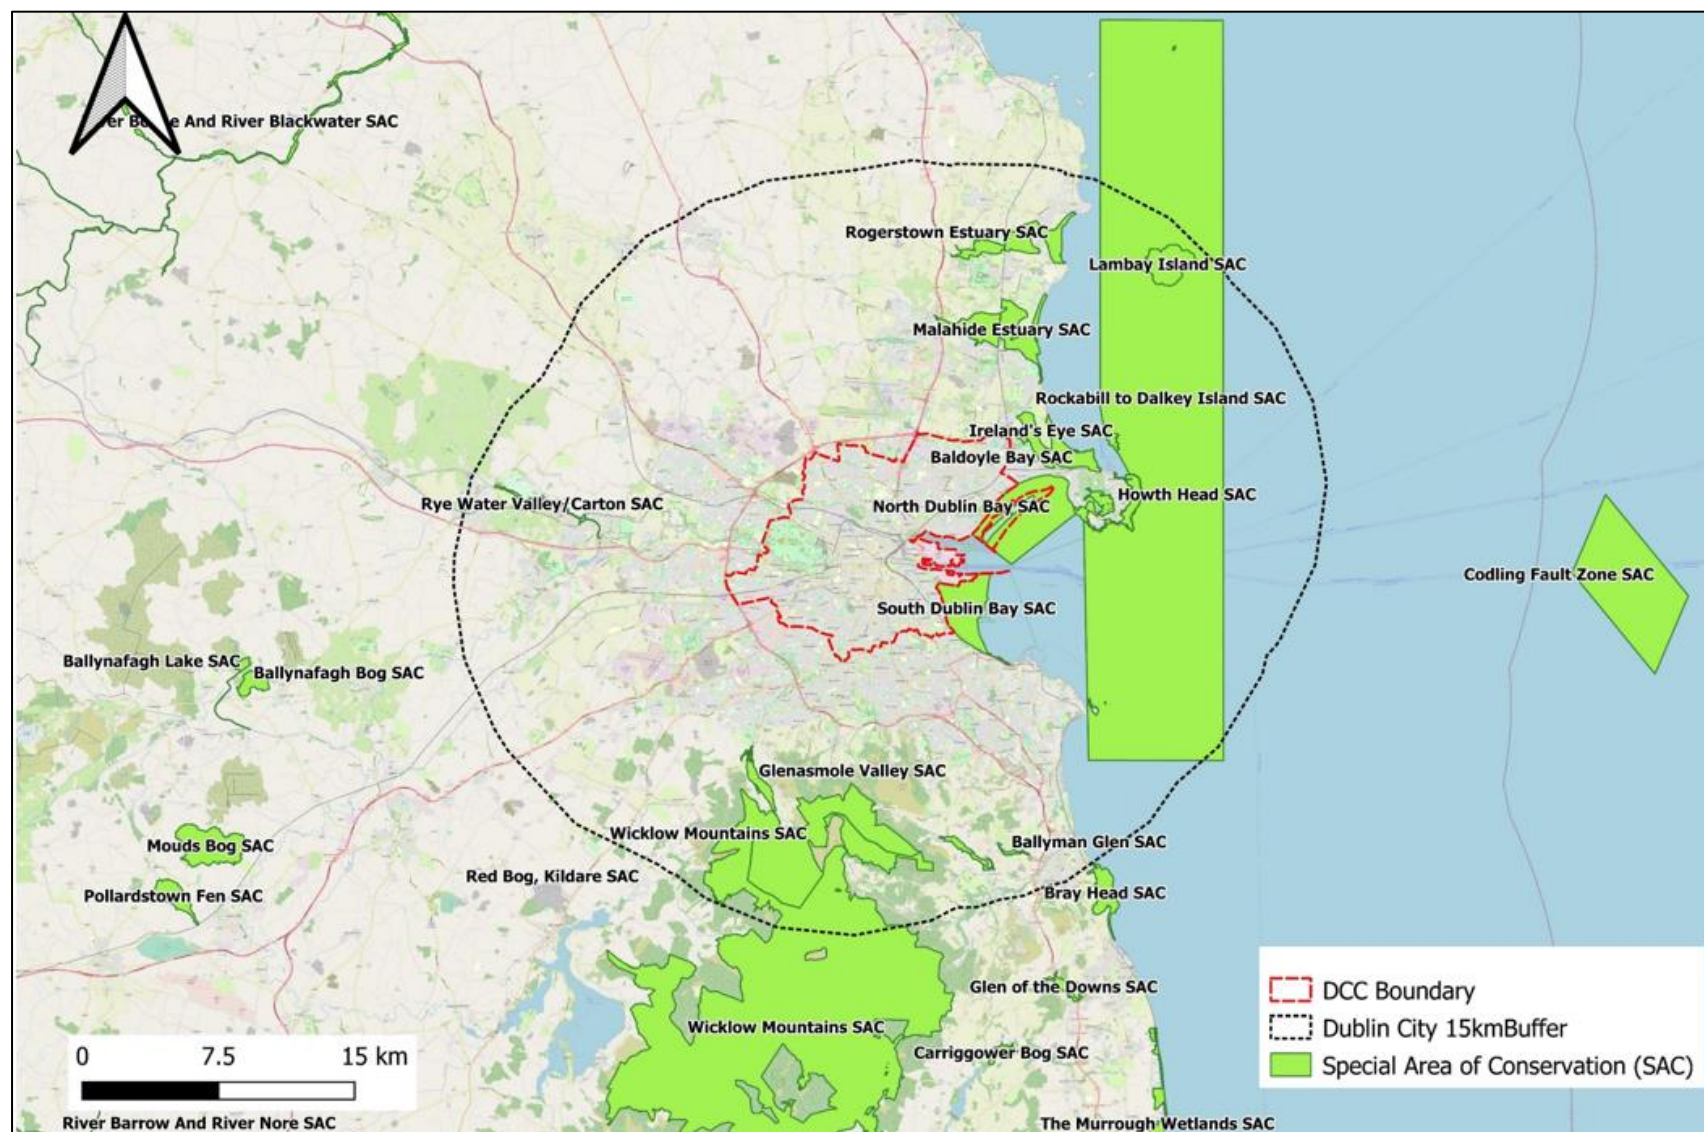 er Bo
e And River Blackwater SAC
Rogerstown Estuary SAC
Lambay Island SAC
Malahide Estuary SAC
Rockabill to Dalkey Island SAC
Ireland's Eye SAC
Baldoyle Bay SAC
Rye Water Valley/Carton SAC
North Dublin Bay SAC
Howth Head SAC
Codling Fault Zone SAC
South Dublin Bay SAC
Ballynafagh Lake SAC
Ballynafagh Bog SAC
Glenasmole Valley SAC
Wicklow Mountains SAC
Ballyman Glen SAC
Mouds Bog SAC
Red Bog, Kildare SAC
Pollardstown Fen SAC
Bray Head SAC
Glen of the Downs SAC
Wicklow Mountains SAC
Carriggower Bog SAC
The Murrough Wetlands SAC
River Barrow And River Nore SAC
0 7.5 15 km
DCC Boundary
Dublin City 15kmBuffer
Special Area of Conservation (SAC)